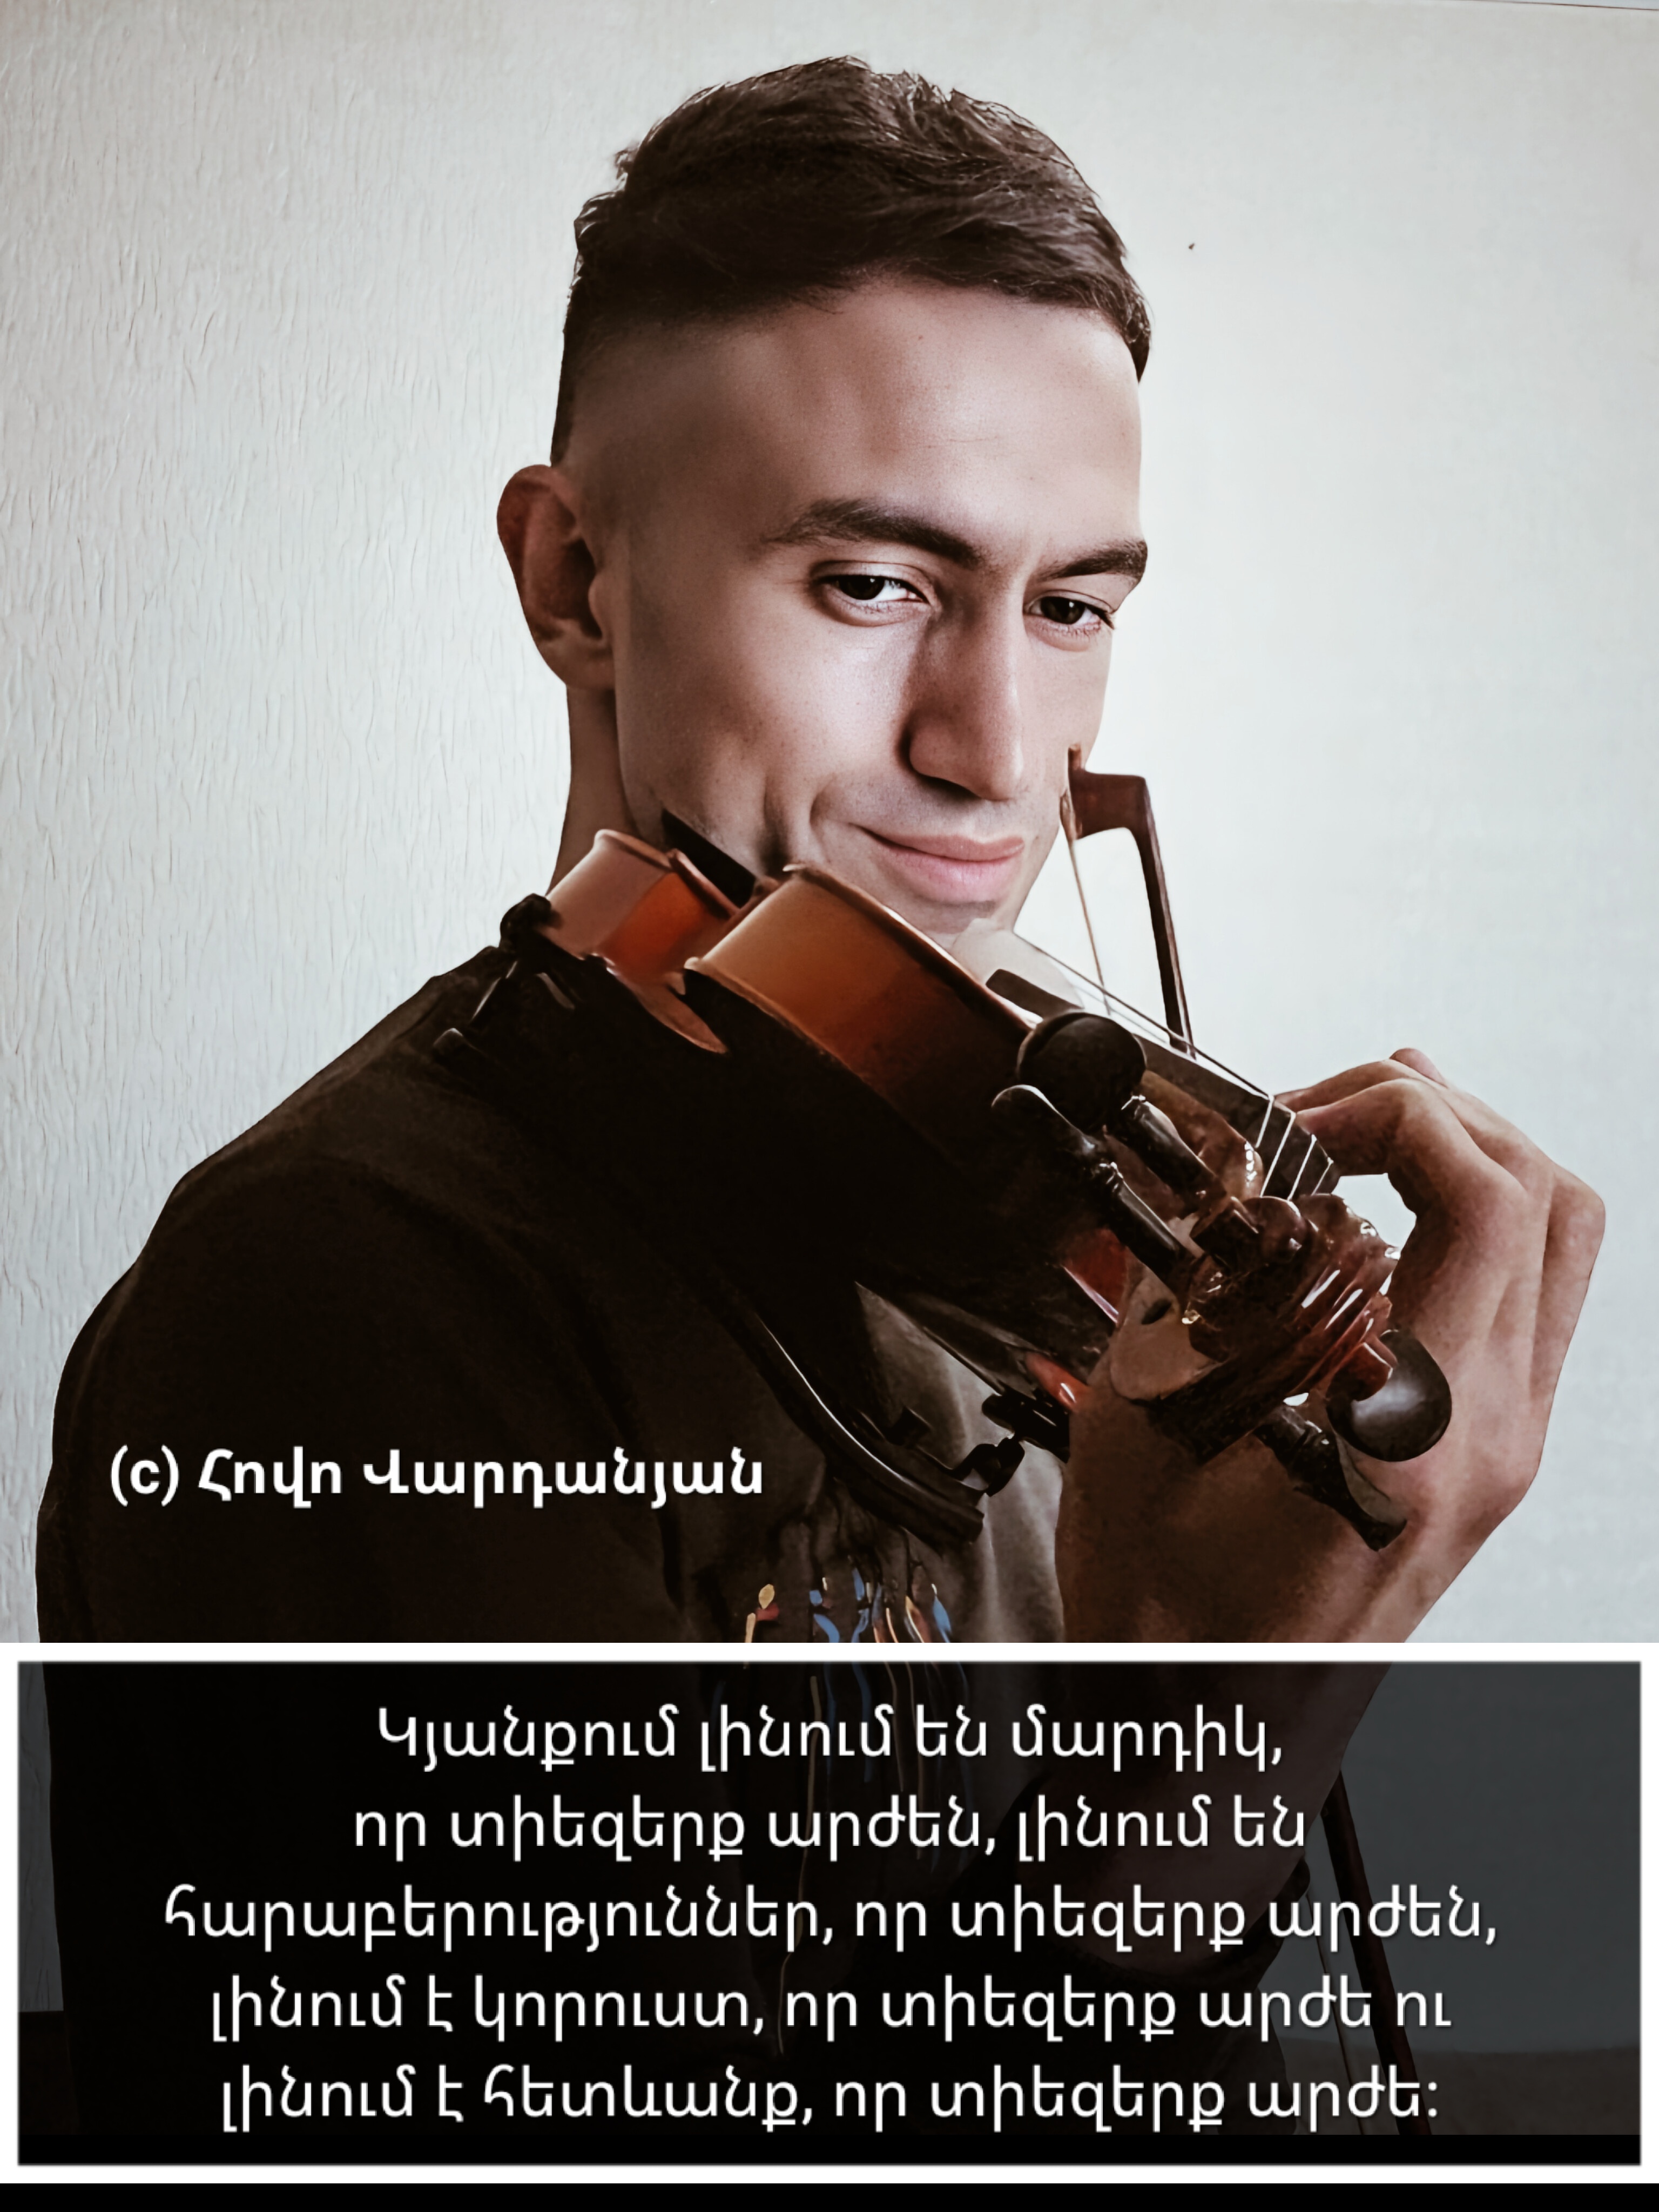 (c) Հովո Վարդանյան
Կյանքում լինում են մարդիկ,
որ տիեզերք արժեն, լինում են
հարաբերություններ, որ տիեզերք արժեն,
լինում է կորուստ, որ տիեզերք արժե ու
լինում է հետևանք, որ տիեզերք արժե: